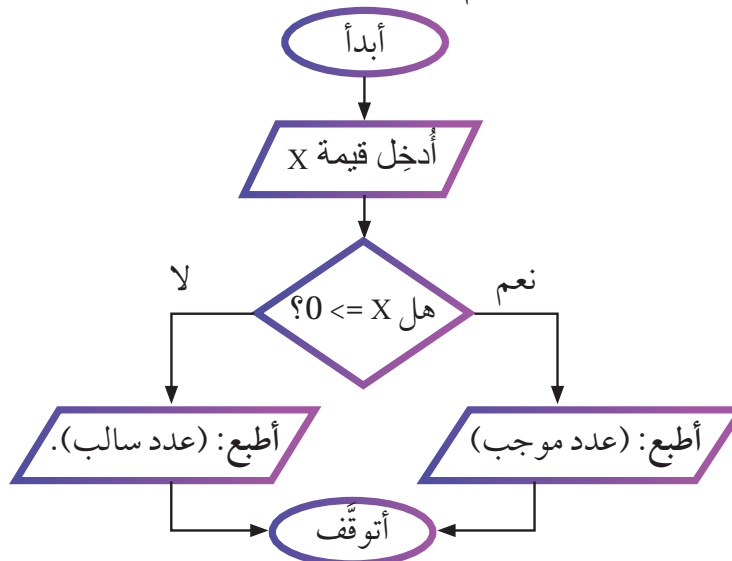 أبدأ
أُدخِل قيمة X
هل X => 0؟
نعم
لا
أطبع: (عدد موجب)
أطبع: (عدد سالب).
أتوقَّف